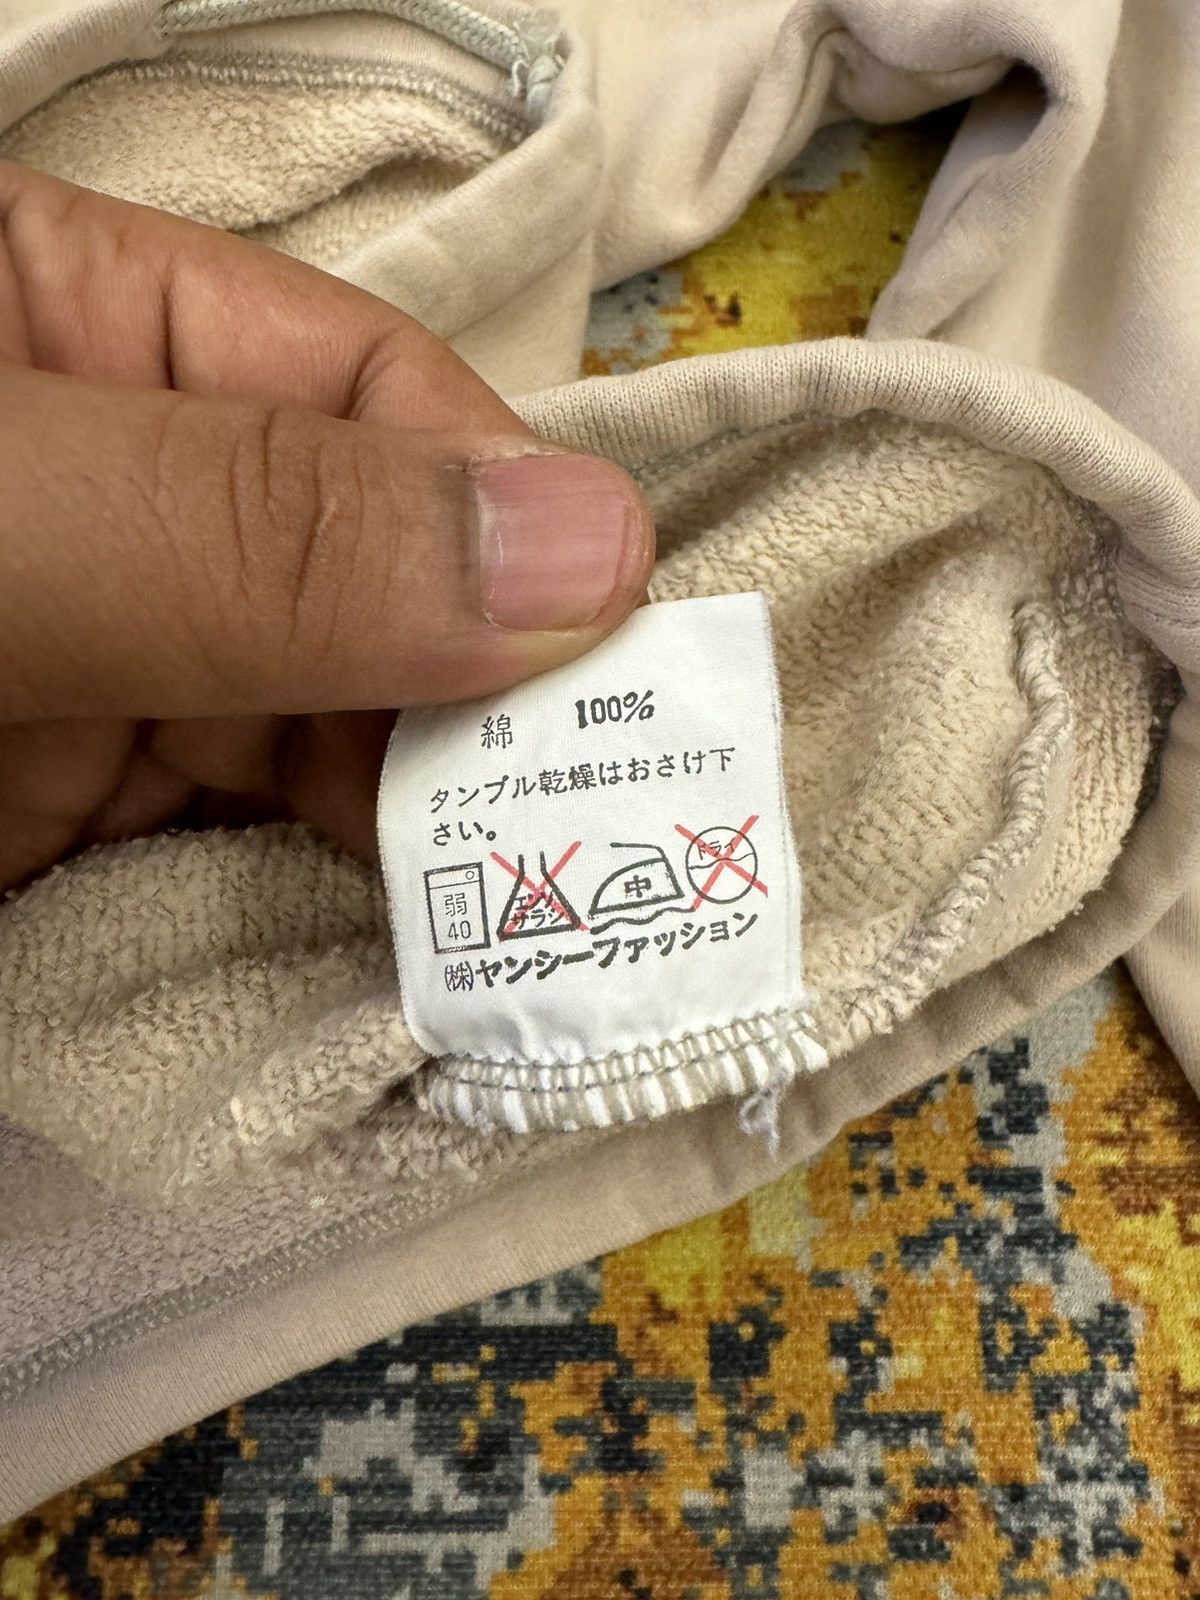 綿 100%
タンブル乾燥はおさけ下
さい。
弱
40
エンソ
サラシ
中
ドライ
(株)ヤンシーファッション